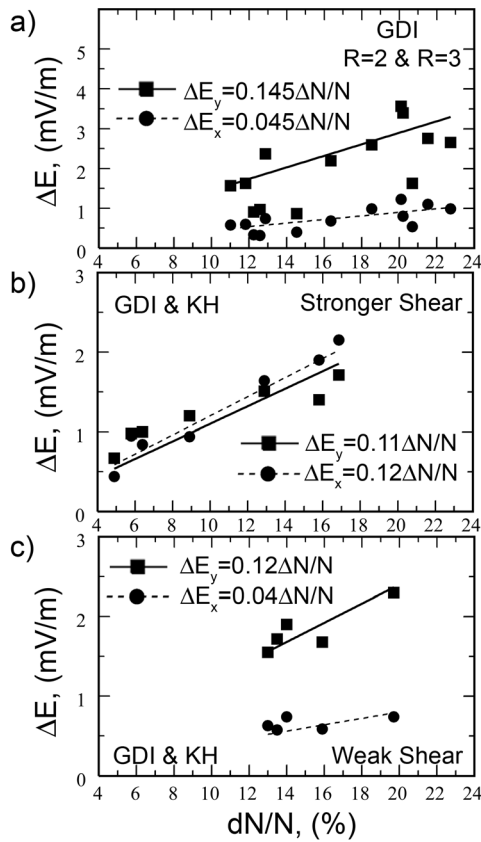 a)
GDI
R=2 & R=3
ΔEy=0.145ΔN/N
ΔEx=0.045ΔN/N
ΔE, (mV/m)
6
5
4
3
2
1
0
4 6 8 10 12 14 16 18 20 22 24
b)
GDI & KH
Stronger Shear
ΔEy=0.11ΔN/N
ΔEx=0.12ΔN/N
ΔE, (mV/m)
3
2
1
0
4 6 8 10 12 14 16 18 20 22 24
c)
ΔEy=0.12ΔN/N
ΔEx=0.04ΔN/N
ΔE, (mV/m)
3
2
1
0
GDI & KH
Weak Shear
4 6 8 10 12 14 16 18 20 22 24
dN/N, (%)